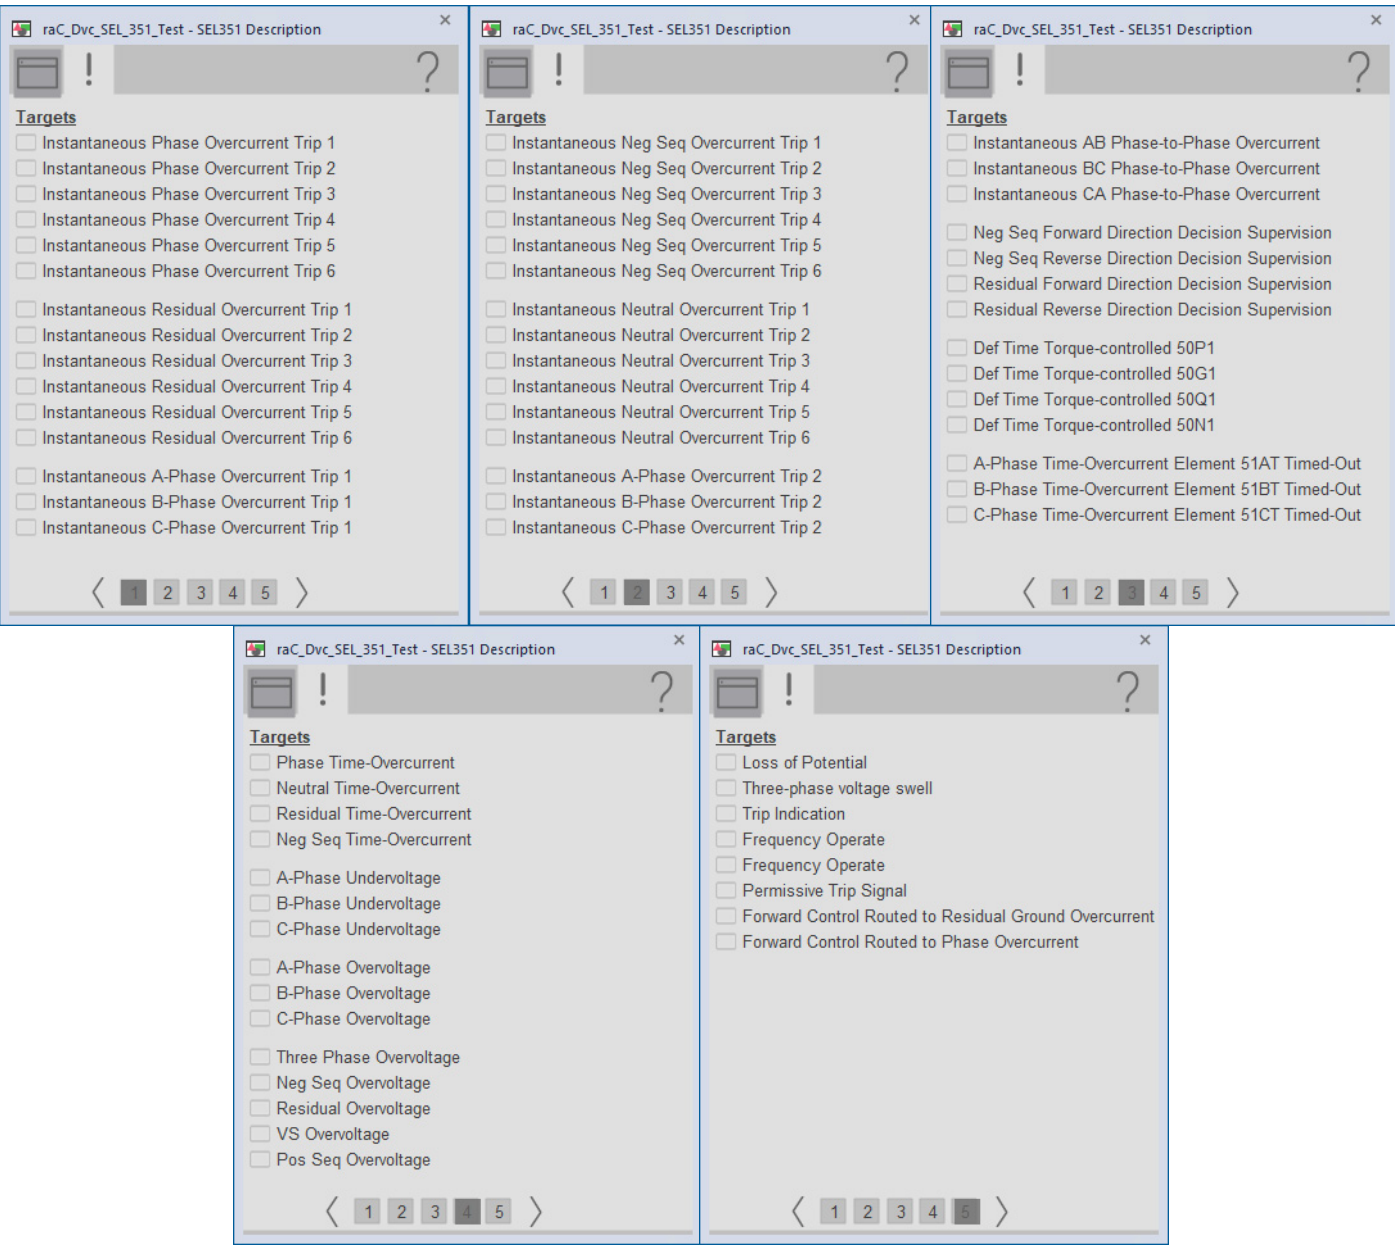 raC_Dvc_SEL_351_Test - SEL351 Description
!
?
Targets
Instantaneous Phase Overcurrent Trip 1
Instantaneous Phase Overcurrent Trip 2
Instantaneous Phase Overcurrent Trip 3
Instantaneous Phase Overcurrent Trip 4
Instantaneous Phase Overcurrent Trip 5
Instantaneous Phase Overcurrent Trip 6
Instantaneous Residual Overcurrent Trip 1
Instantaneous Residual Overcurrent Trip 2
Instantaneous Residual Overcurrent Trip 3
Instantaneous Residual Overcurrent Trip 4
Instantaneous Residual Overcurrent Trip 5
Instantaneous Residual Overcurrent Trip 6
Instantaneous A-Phase Overcurrent Trip 1
Instantaneous B-Phase Overcurrent Trip 1
Instantaneous C-Phase Overcurrent Trip 1
1 2 3 4 5
raC_Dvc_SEL_351_Test - SEL351 Description
!
?
Targets
Instantaneous Neg Seq Overcurrent Trip 1
Instantaneous Neg Seq Overcurrent Trip 2
Instantaneous Neg Seq Overcurrent Trip 3
Instantaneous Neg Seq Overcurrent Trip 4
Instantaneous Neg Seq Overcurrent Trip 5
Instantaneous Neg Seq Overcurrent Trip 6
Instantaneous Neutral Overcurrent Trip 1
Instantaneous Neutral Overcurrent Trip 2
Instantaneous Neutral Overcurrent Trip 3
Instantaneous Neutral Overcurrent Trip 4
Instantaneous Neutral Overcurrent Trip 5
Instantaneous Neutral Overcurrent Trip 6
Instantaneous A-Phase Overcurrent Trip 2
Instantaneous B-Phase Overcurrent Trip 2
Instantaneous C-Phase Overcurrent Trip 2
1 2 3 4 5
raC_Dvc_SEL_351_Test - SEL351 Description
!
?
Targets
Instantaneous AB Phase-to-Phase Overcurrent
Instantaneous BC Phase-to-Phase Overcurrent
Instantaneous CA Phase-to-Phase Overcurrent
Neg Seq Forward Direction Decision Supervision
Neg Seq Reverse Direction Decision Supervision
Residual Forward Direction Decision Supervision
Residual Reverse Direction Decision Supervision
Def Time Torque-controlled 50P1
Def Time Torque-controlled 50G1
Def Time Torque-controlled 50Q1
Def Time Torque-controlled 50N1
A-Phase Time-Overcurrent Element 51AT Timed-Out
B-Phase Time-Overcurrent Element 51BT Timed-Out
C-Phase Time-Overcurrent Element 51CT Timed-Out
1 2 3 4 5
raC_Dvc_SEL_351_Test - SEL351 Description
!
?
Targets
Phase Time-Overcurrent
Neutral Time-Overcurrent
Residual Time-Overcurrent
Neg Seq Time-Overcurrent
A-Phase Undervoltage
B-Phase Undervoltage
C-Phase Undervoltage
A-Phase Overvoltage
B-Phase Overvoltage
C-Phase Overvoltage
Three Phase Overvoltage
Neg Seq Overvoltage
Residual Overvoltage
VS Overvoltage
Pos Seq Overvoltage
1 2 3 4 5
raC_Dvc_SEL_351_Test - SEL351 Description
!
?
Targets
Loss of Potential
Three-phase voltage swell
Trip Indication
Frequency Operate
Frequency Operate
Permissive Trip Signal
Forward Control Routed to Residual Ground Overcurrent
Forward Control Routed to Phase Overcurrent
1 2 3 4 5